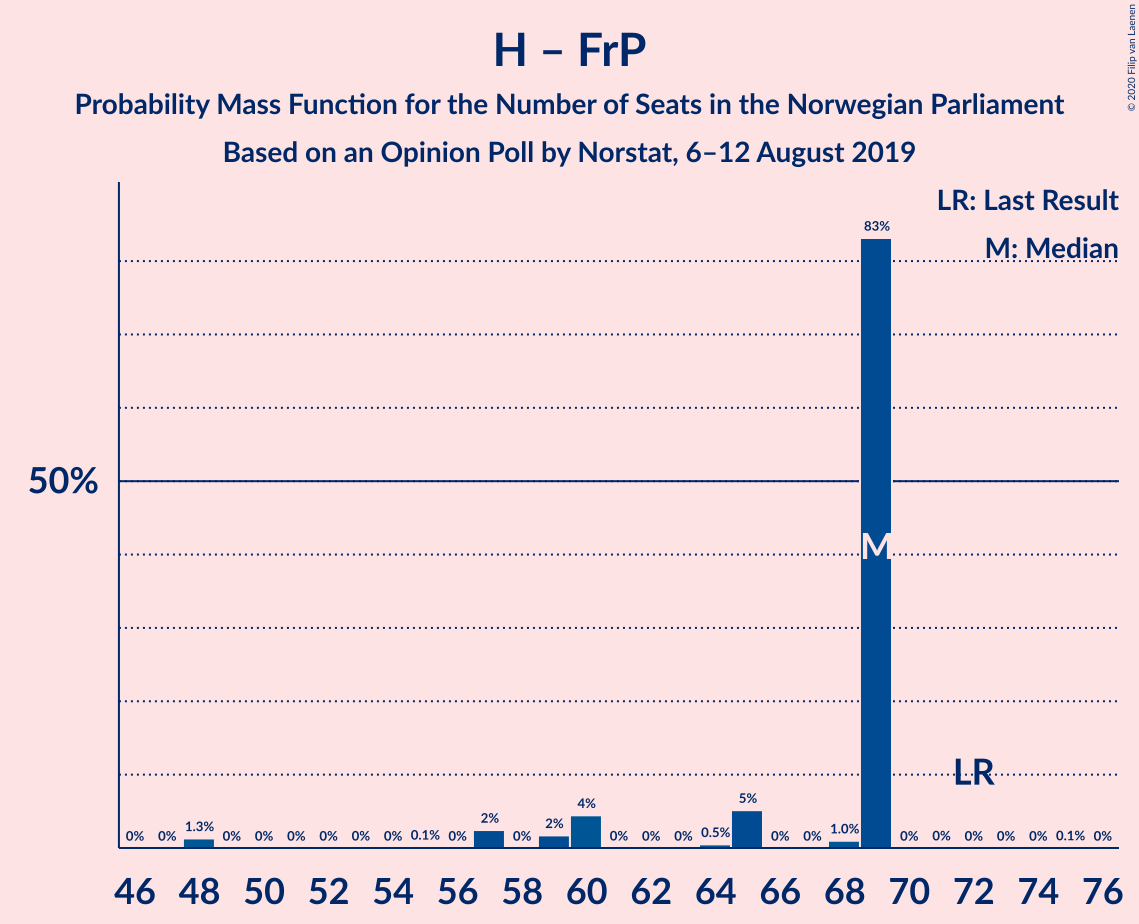 H – FrP
Probability Mass Function for the Number of Seats in the Norwegian Parliament
Based on an Opinion Poll by Norstat, 6–12 August 2019
© 2020 Filip van Laenen
LR: Last Result
M: Median
50%
0% 0% 1.3% 0% 0% 0% 0% 0% 0% 0.1% 0% 2% 0% 2% 4% 0% 0% 0% 0.5% 5% 0% 0% 1.0% 83% 0% 0% 0% 0% 0% 0.1% 0%
M
LR
46 48 50 52 54 56 58 60 62 64 66 68 70 72 74 76